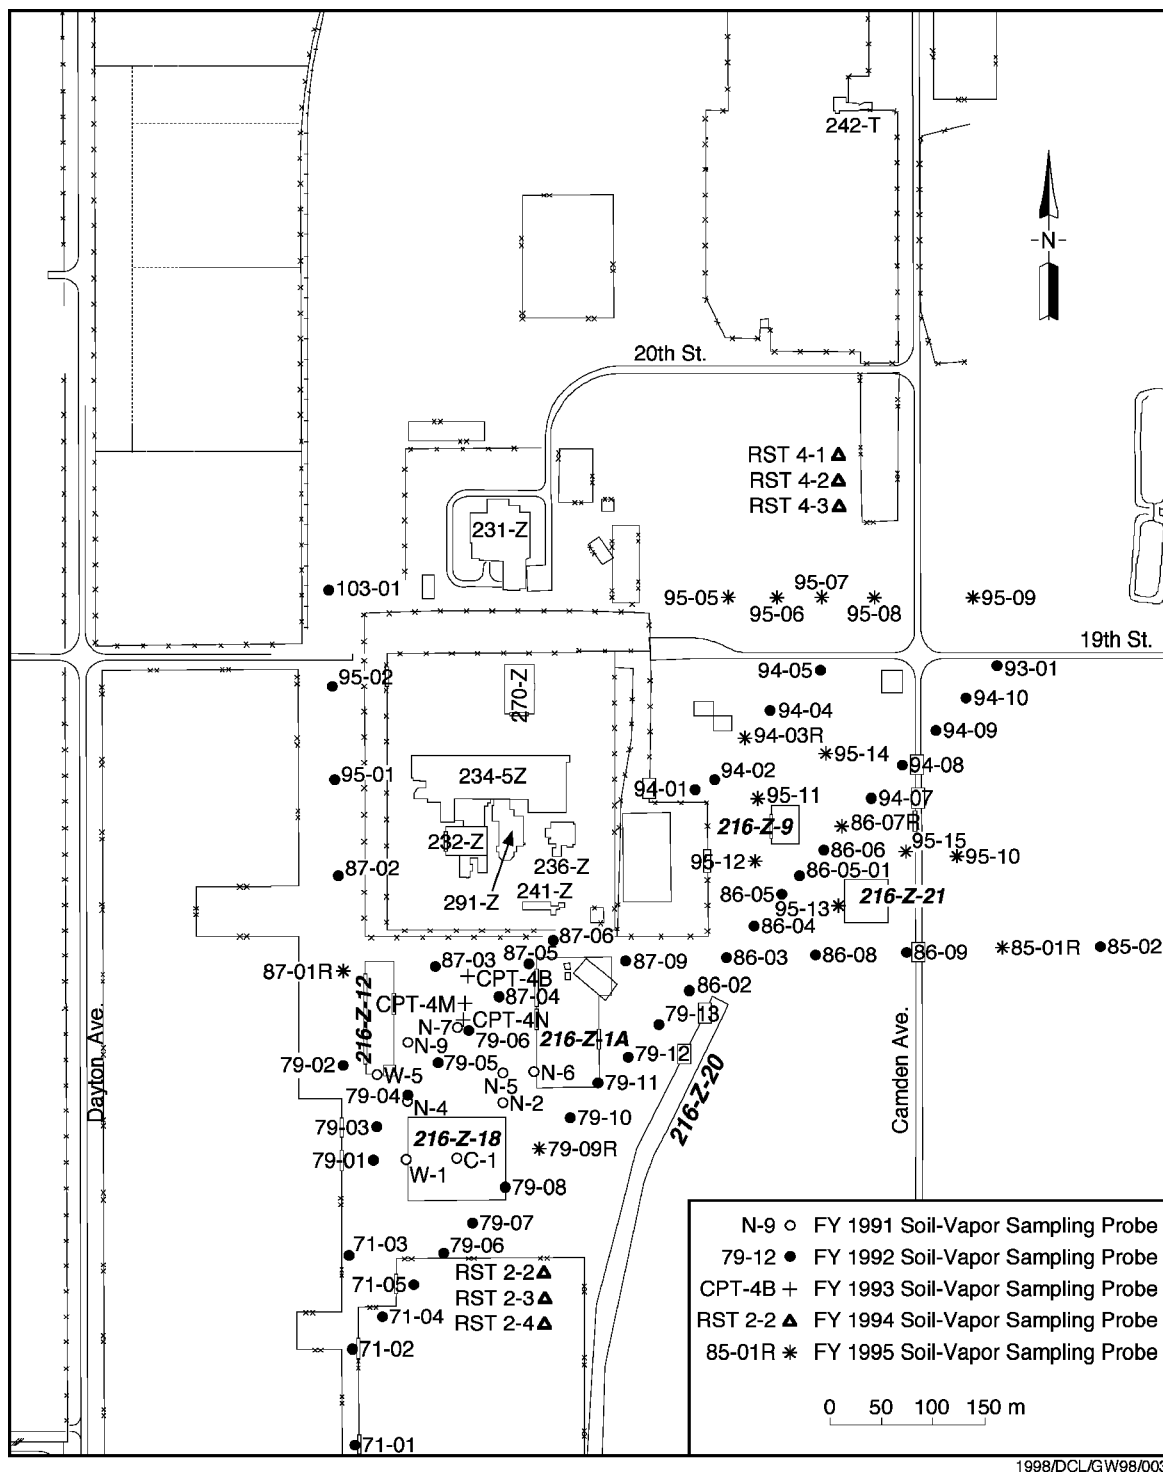 242-T
-N-
20th St.
RST 4-1
RST 4-2
RST 4-3
231-Z
103-01
95-05
95-06
95-07
95-08
95-09
19th St.
95-02
270-Z
94-05
93-01
94-10
94-04
94-09
94-03R
95-14
94-08
95-01
234-5Z
94-02
94-01
95-11
94-07
216-Z-9
86-07R
232-Z
95-15
236-Z
95-12
86-06
95-10
87-02
86-05-01
291-Z
241-Z
86-05
216-Z-21
95-13
86-04
87-06
87-01R
87-03
87-05
87-09
86-03
86-08
86-09
85-01R
85-02
CPT-4B
216-Z-12
87-04
86-02
CPT-4M
CPT-4N
79-13
N-7
79-06
216-Z-1A
N-9
79-12
79-02
79-05
W-5
N-5
N-6
79-11
216-Z-20
Dayton Ave.
Camden Ave.
79-04
N-4
N-2
79-10
79-03
216-Z-18
79-09R
79-01
W-1
C-1
79-08
79-07
71-03
79-06
71-05
RST 2-2
RST 2-3
71-04
RST 2-4
71-02
71-01
N-9 FY 1991 Soil-Vapor Sampling Probe
79-12 FY 1992 Soil-Vapor Sampling Probe
CPT-4B FY 1993 Soil-Vapor Sampling Probe
RST 2-2 FY 1994 Soil-Vapor Sampling Probe
85-01R FY 1995 Soil-Vapor Sampling Probe
0 50 100 150 m
1998/DCL/GW98/003